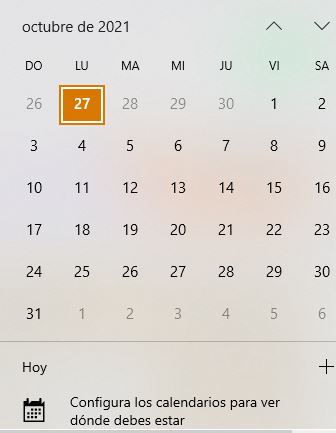 octubre de 2021
DO LU MA MI JU VI SA
26 27 28 29 30 1 2
3 4 5 6 7 8 9
10 11 12 13 14 15 16
17 18 19 20 21 22 23
24 25 26 27 28 29 30
31 1 2 3 4 5 6
Hoy
Configura los calendarios para ver
dónde debes estar